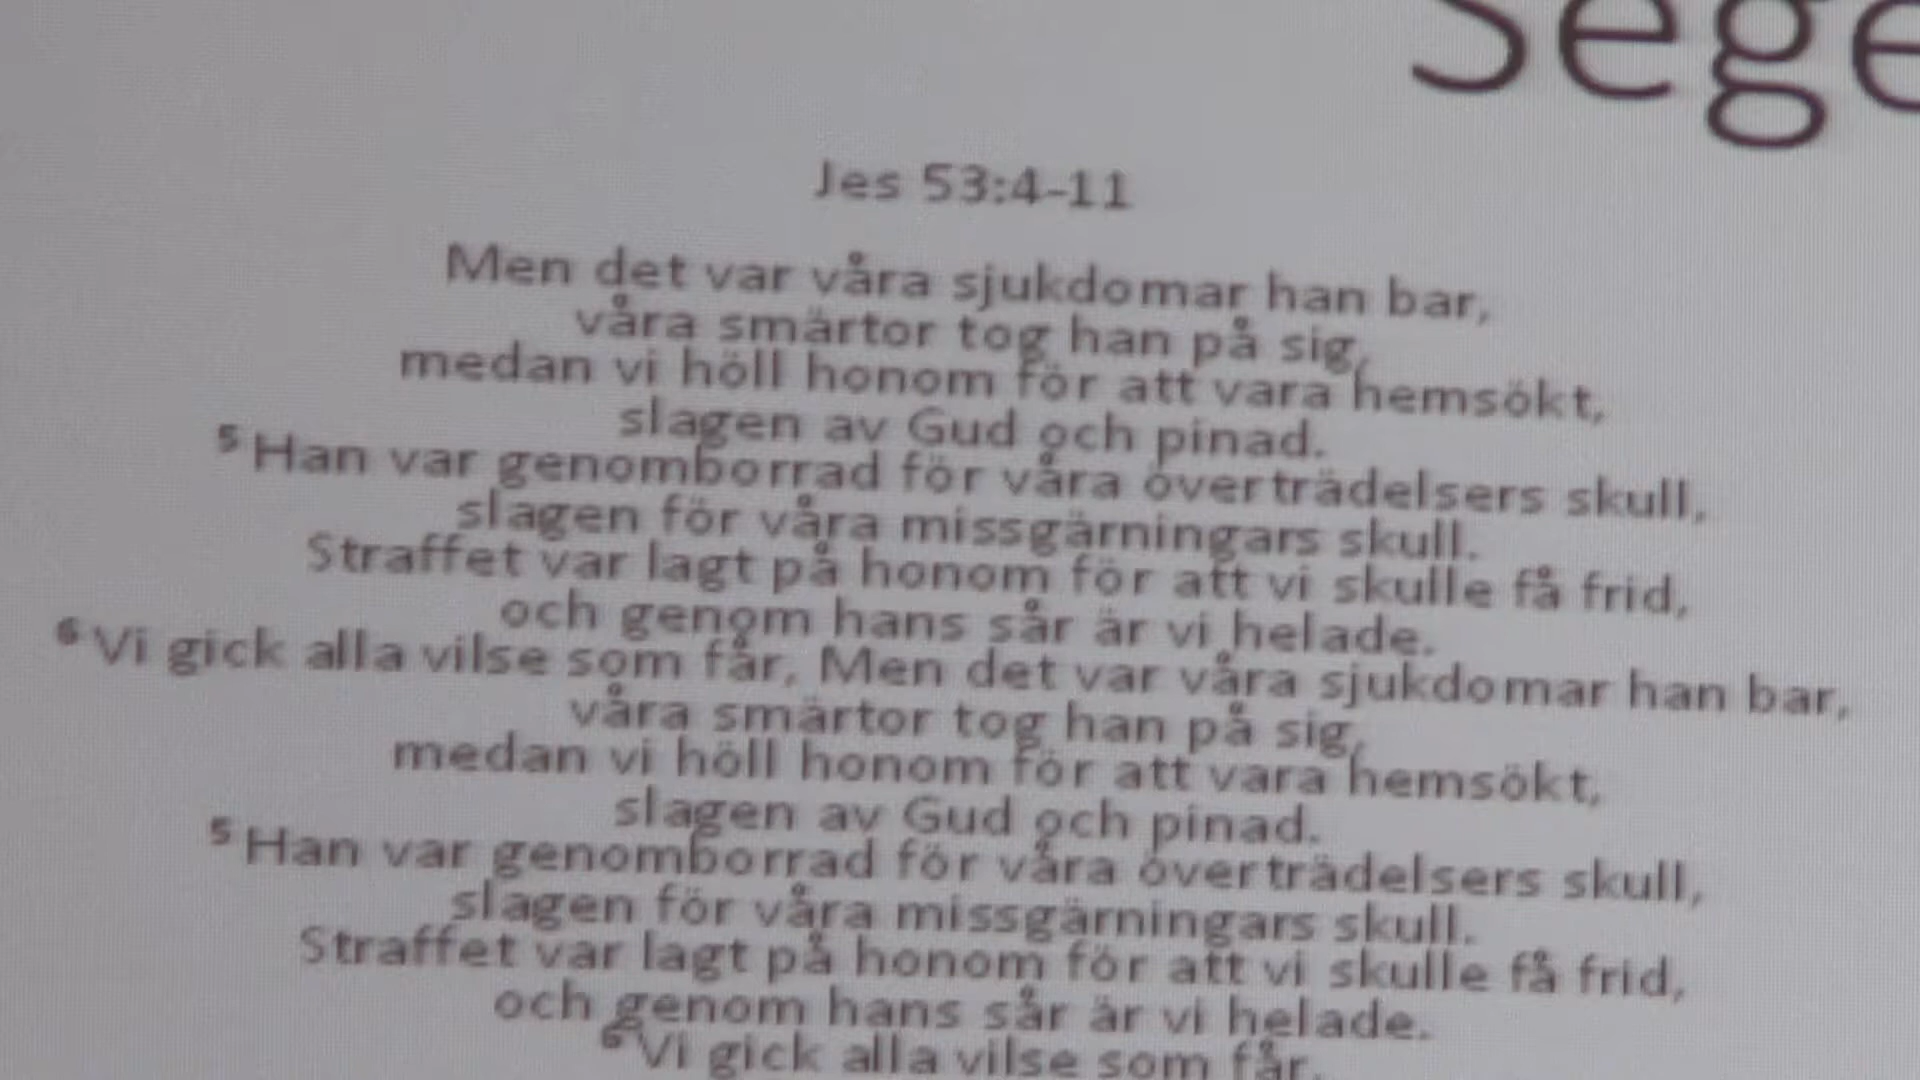 Sege
Jes 53:4-11
Men det var våra sjukdomar han bar,
våra smärtor tog han på sig,
medan vi höll honom för att vara hemsökt,
slagen av Gud och pinad.
5 Han var genomborrad för våra överträdelsers skull,
slagen för våra missgärningars skull.
Straffet var lagt på honom för att vi skulle få frid,
och genom hans sår är vi helade.
6 Vi gick alla vilse som får, Men det var våra sjukdomar han bar,
våra smärtor tog han på sig,
medan vi höll honom för att vara hemsökt,
slagen av Gud och pinad.
5 Han var genomborrad för våra överträdelsers skull,
slagen för våra missgärningars skull.
Straffet var lagt på honom för att vi skulle få frid,
och genom hans sår är vi helade.
6 Vi gick alla vilse som får,